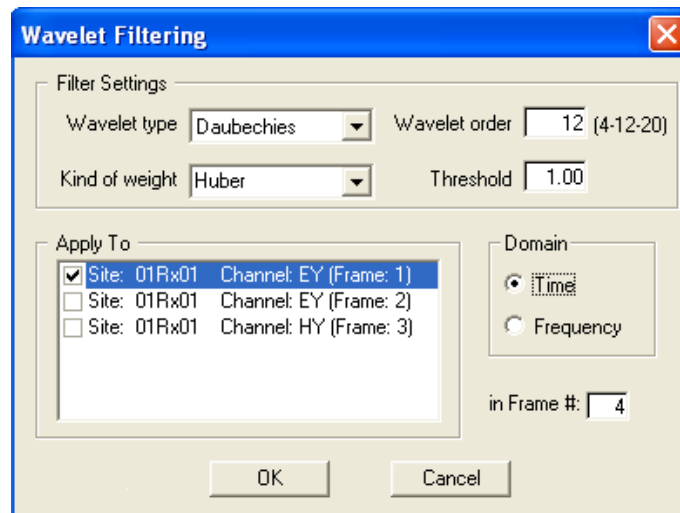 Wavelet Filtering
Filter Settings
Wavelet type Daubechies Wavelet order 12 (4-12-20)
Kind of weight Huber Threshold 1.00
Apply To
Site: 01Rx01 Channel: EY (Frame: 1)
Site: 01Rx01 Channel: EY (Frame: 2)
Site: 01Rx01 Channel: HY (Frame: 3)
Domain
Time
Frequency
in Frame #: 4
OK Cancel